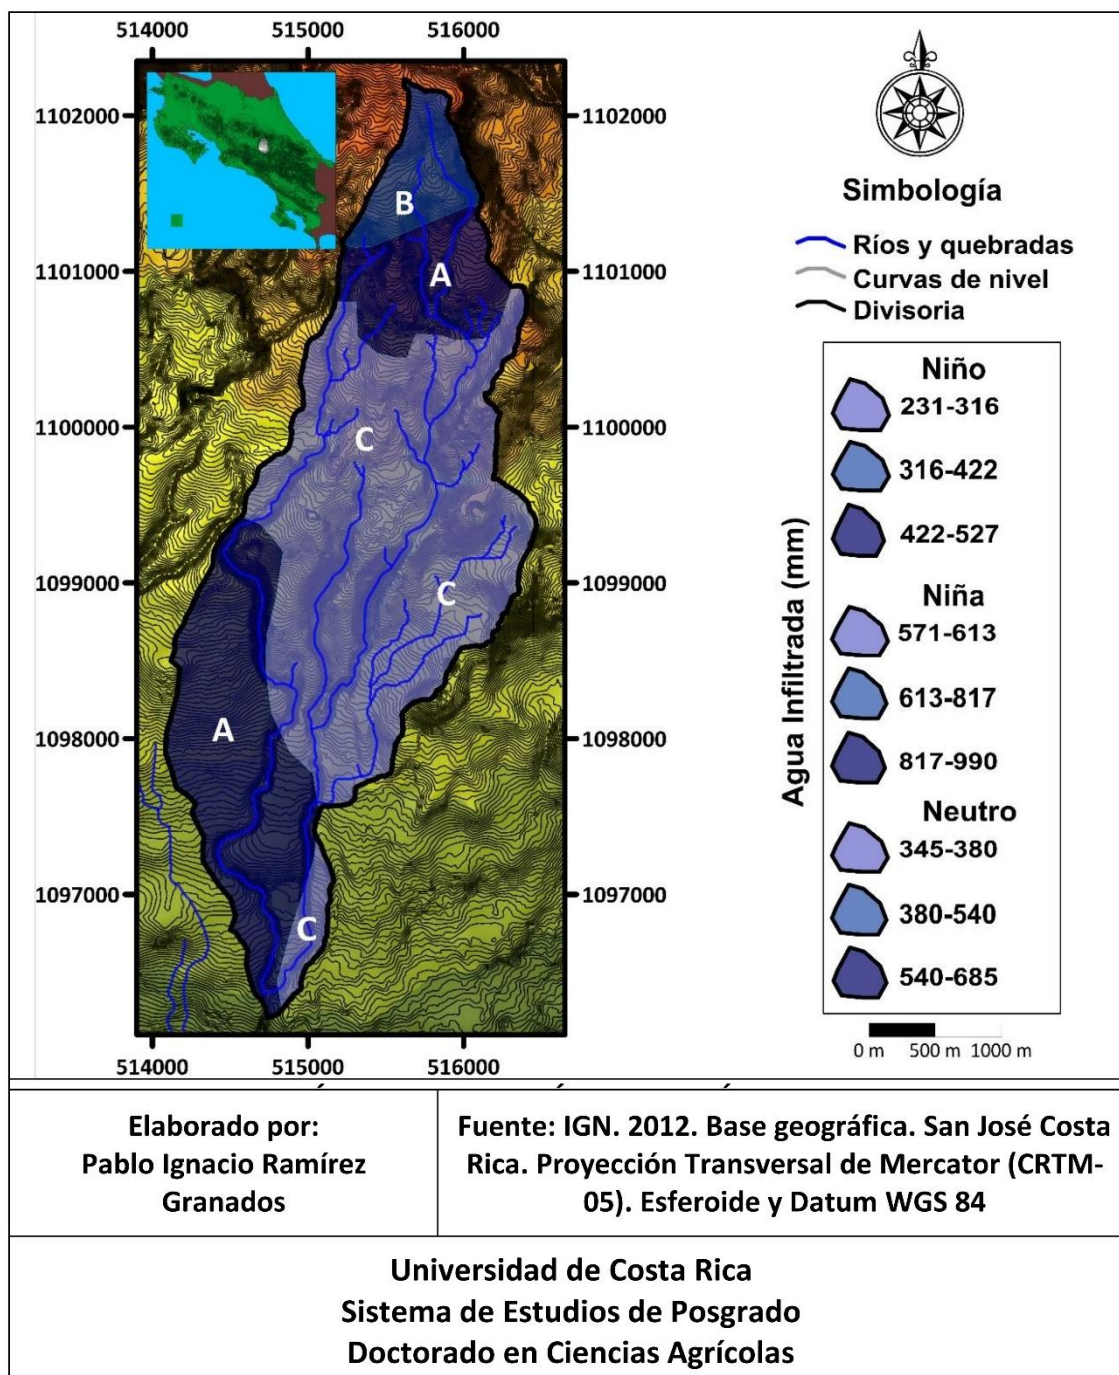 514000 515000 516000
1102000 1102000
1101000 1101000
1100000 1100000
1099000 1099000
1098000 1098000
1097000 1097000
B
A
C
C
A
C
514000 515000 516000
Simbología
Ríos y quebradas
Curvas de nivel
Divisoria
Agua Infiltrada (mm)
Niño
231-316
316-422
422-527
Niña
571-613
613-817
817-990
Neutro
345-380
380-540
540-685
0 m 500 m 1000 m
Elaborado por:
Pablo Ignacio Ramírez
Granados
Fuente: IGN. 2012. Base geográfica. San José Costa
Rica. Proyección Transversal de Mercator (CRTM-
05). Esferoide y Datum WGS 84
Universidad de Costa Rica
Sistema de Estudios de Posgrado
Doctorado en Ciencias Agrícolas